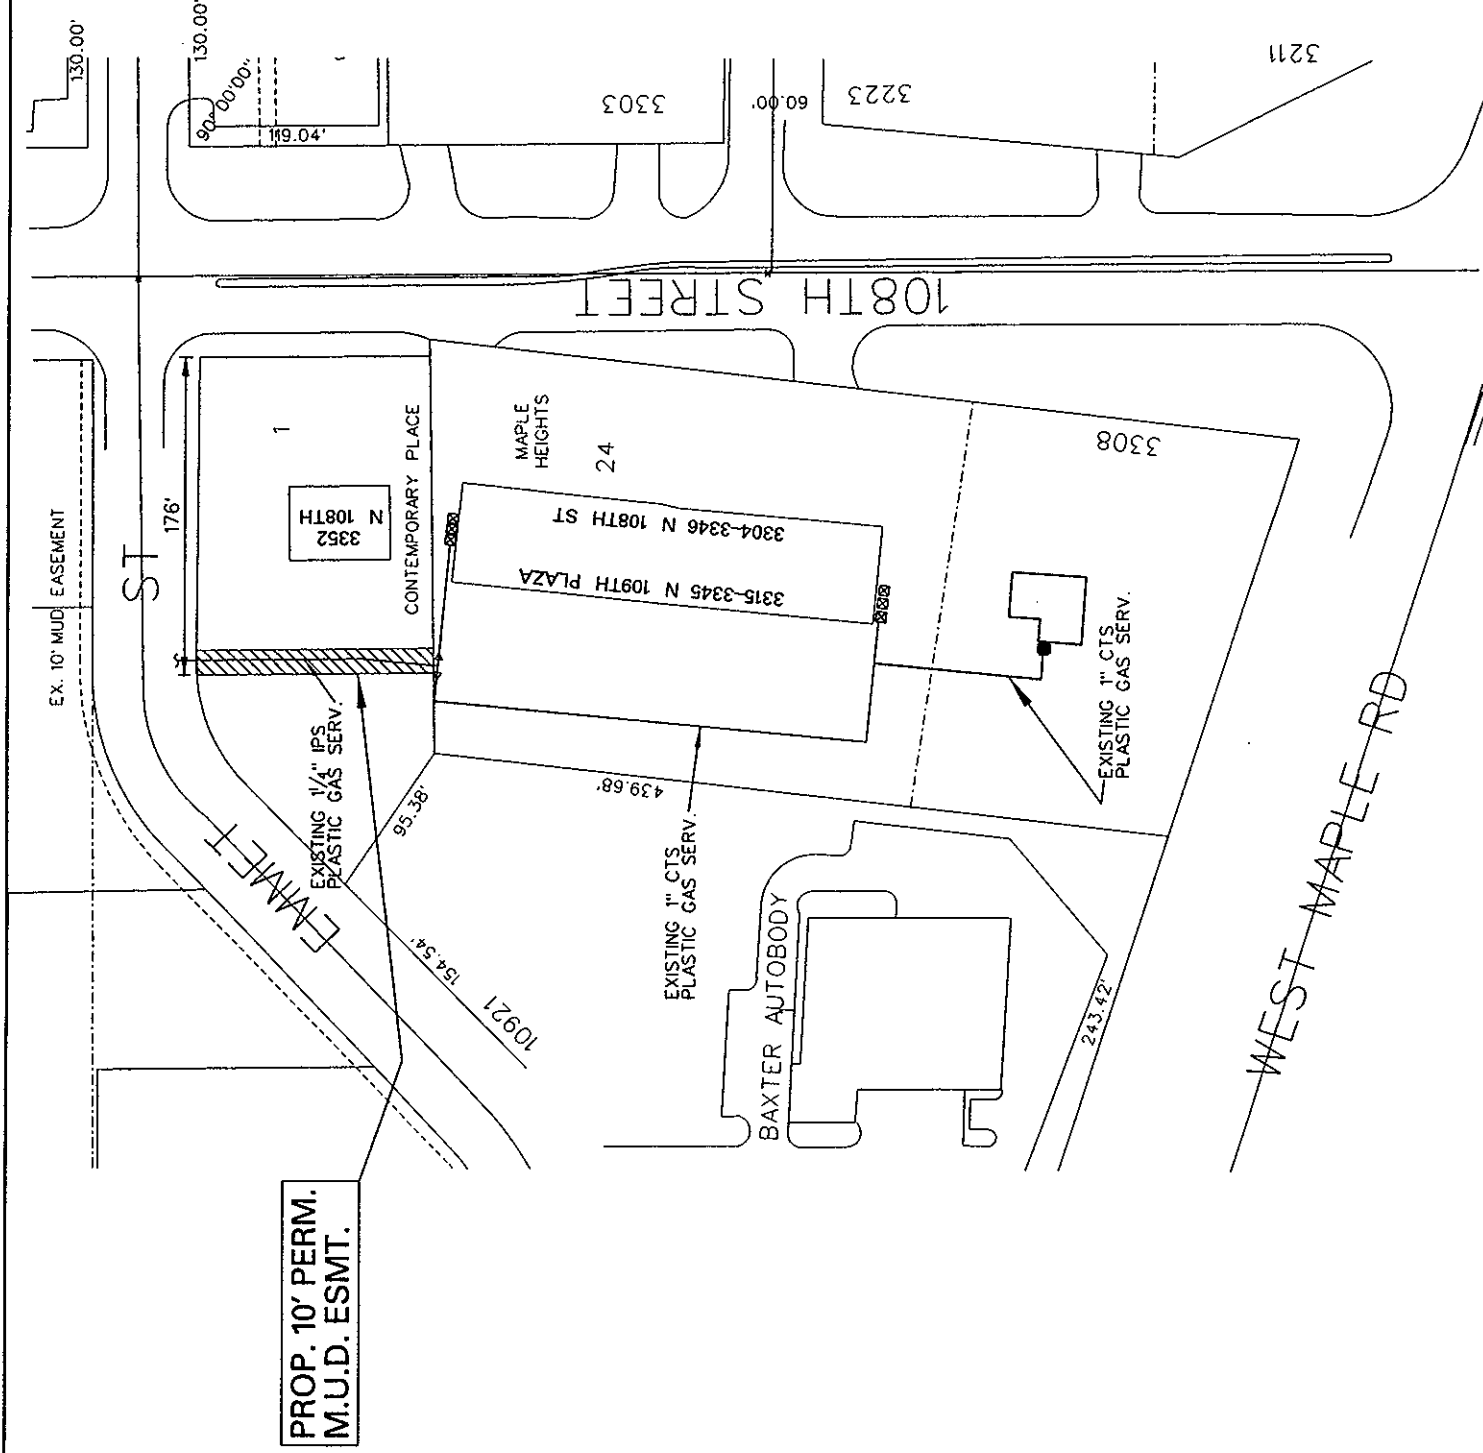 130.00'
130.00'
90° 00'00"
119.04'
3303
60.00'
3223
3211
108TH STREET
EX. 10' MUD EASEMENT
EMMET ST
176'
1
3352
N 108TH
CONTEMPORARY PLACE
MAPLE
HEIGHTS
24
3304-3346 N 108TH ST
3315-3345 N 109TH PLAZA
3308
EXISTING 1¼" IPS
PLASTIC GAS SERV.
95.38'
439.68'
EXISTING 1" CTS
PLASTIC GAS SERV.
EXISTING 1" CTS
PLASTIC GAS SERV.
154.54'
10921
BAXTER AUTOBODY
243.42'
WEST MAPLE RD
PROP. 10' PERM.
M.U.D. ESMT.